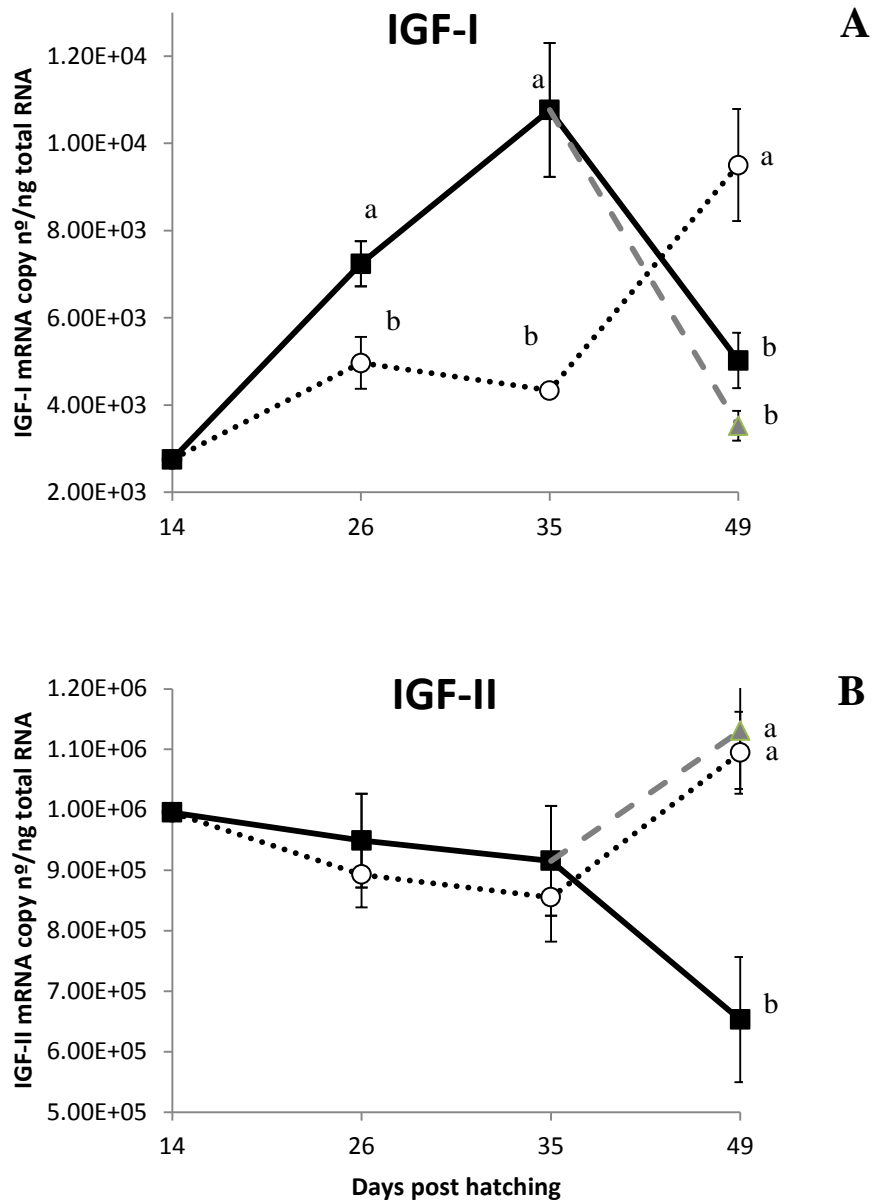 IGF-I
A
IGF-I mRNA copy nº/ng total RNA
1.20E+04
1.00E+04
8.00E+03
6.00E+03
4.00E+03
2.00E+03
a
a
a
b
b
b
b
14
26
35
49
IGF-II
B
IGF-II mRNA copy nº/ng total RNA
1.20E+06
1.10E+06
1.00E+06
9.00E+05
8.00E+05
7.00E+05
6.00E+05
5.00E+05
a
a
b
14
26
35
49
Days post hatching